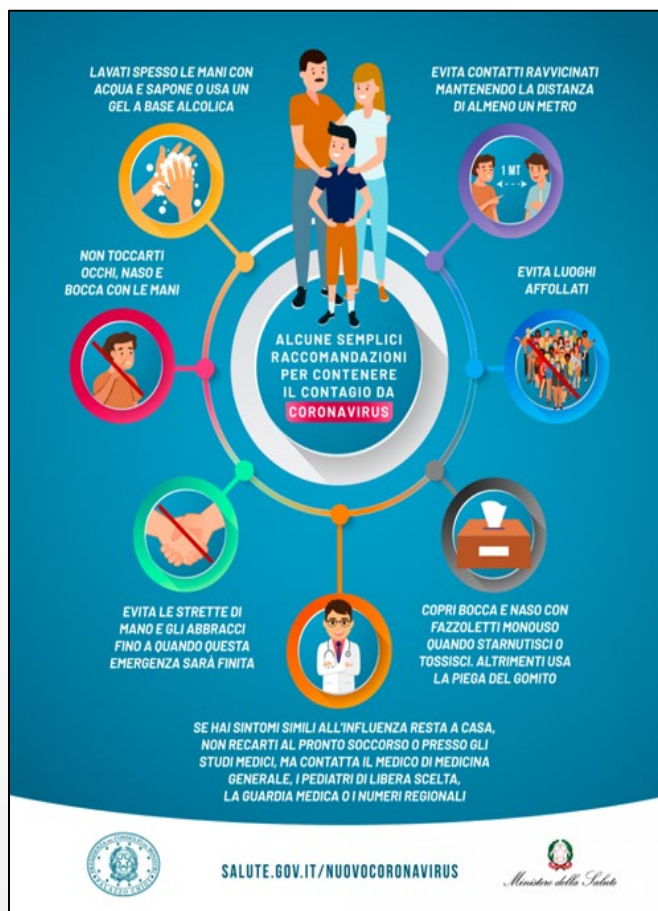 LAVATI SPESSO LE MANI CON
ACQUA E SAPONE O USA UN
GEL A BASE ALCOLICA
EVITA CONTATTI RAVVICINATI
MANTENENDO LA DISTANZA
DI ALMENO UN METRO
1 MT
NON TOCCARTI
OCCHI, NASO E
BOCCA CON LE MANI
EVITA LUOGHI
AFFOLLATI
ALCUNE SEMPLICI
RACCOMANDAZIONI
PER CONTENERE
IL CONTAGIO DA
CORONAVIRUS
EVITA LE STRETTE DI
MANO E GLI ABBRACCI
FINO A QUANDO QUESTA
EMERGENZA SARÀ FINITA
COPRI BOCCA E NASO CON
FAZZOLETTI MONOUSO
QUANDO STARNUTISCI O
TOSSISCI. ALTRIMENTI USA
LA PIEGA DEL GOMITO
SE HAI SINTOMI SIMILI ALL'INFLUENZA RESTA A CASA,
NON RECARTI AL PRONTO SOCCORSO O PRESSO GLI
STUDI MEDICI, MA CONTATTA IL MEDICO DI MEDICINA
GENERALE, I PEDIATRI DI LIBERA SCELTA,
LA GUARDIA MEDICA O I NUMERI REGIONALI
SALUTE.GOV.IT/NUOVOCORONAVIRUS
Ministero della Salute